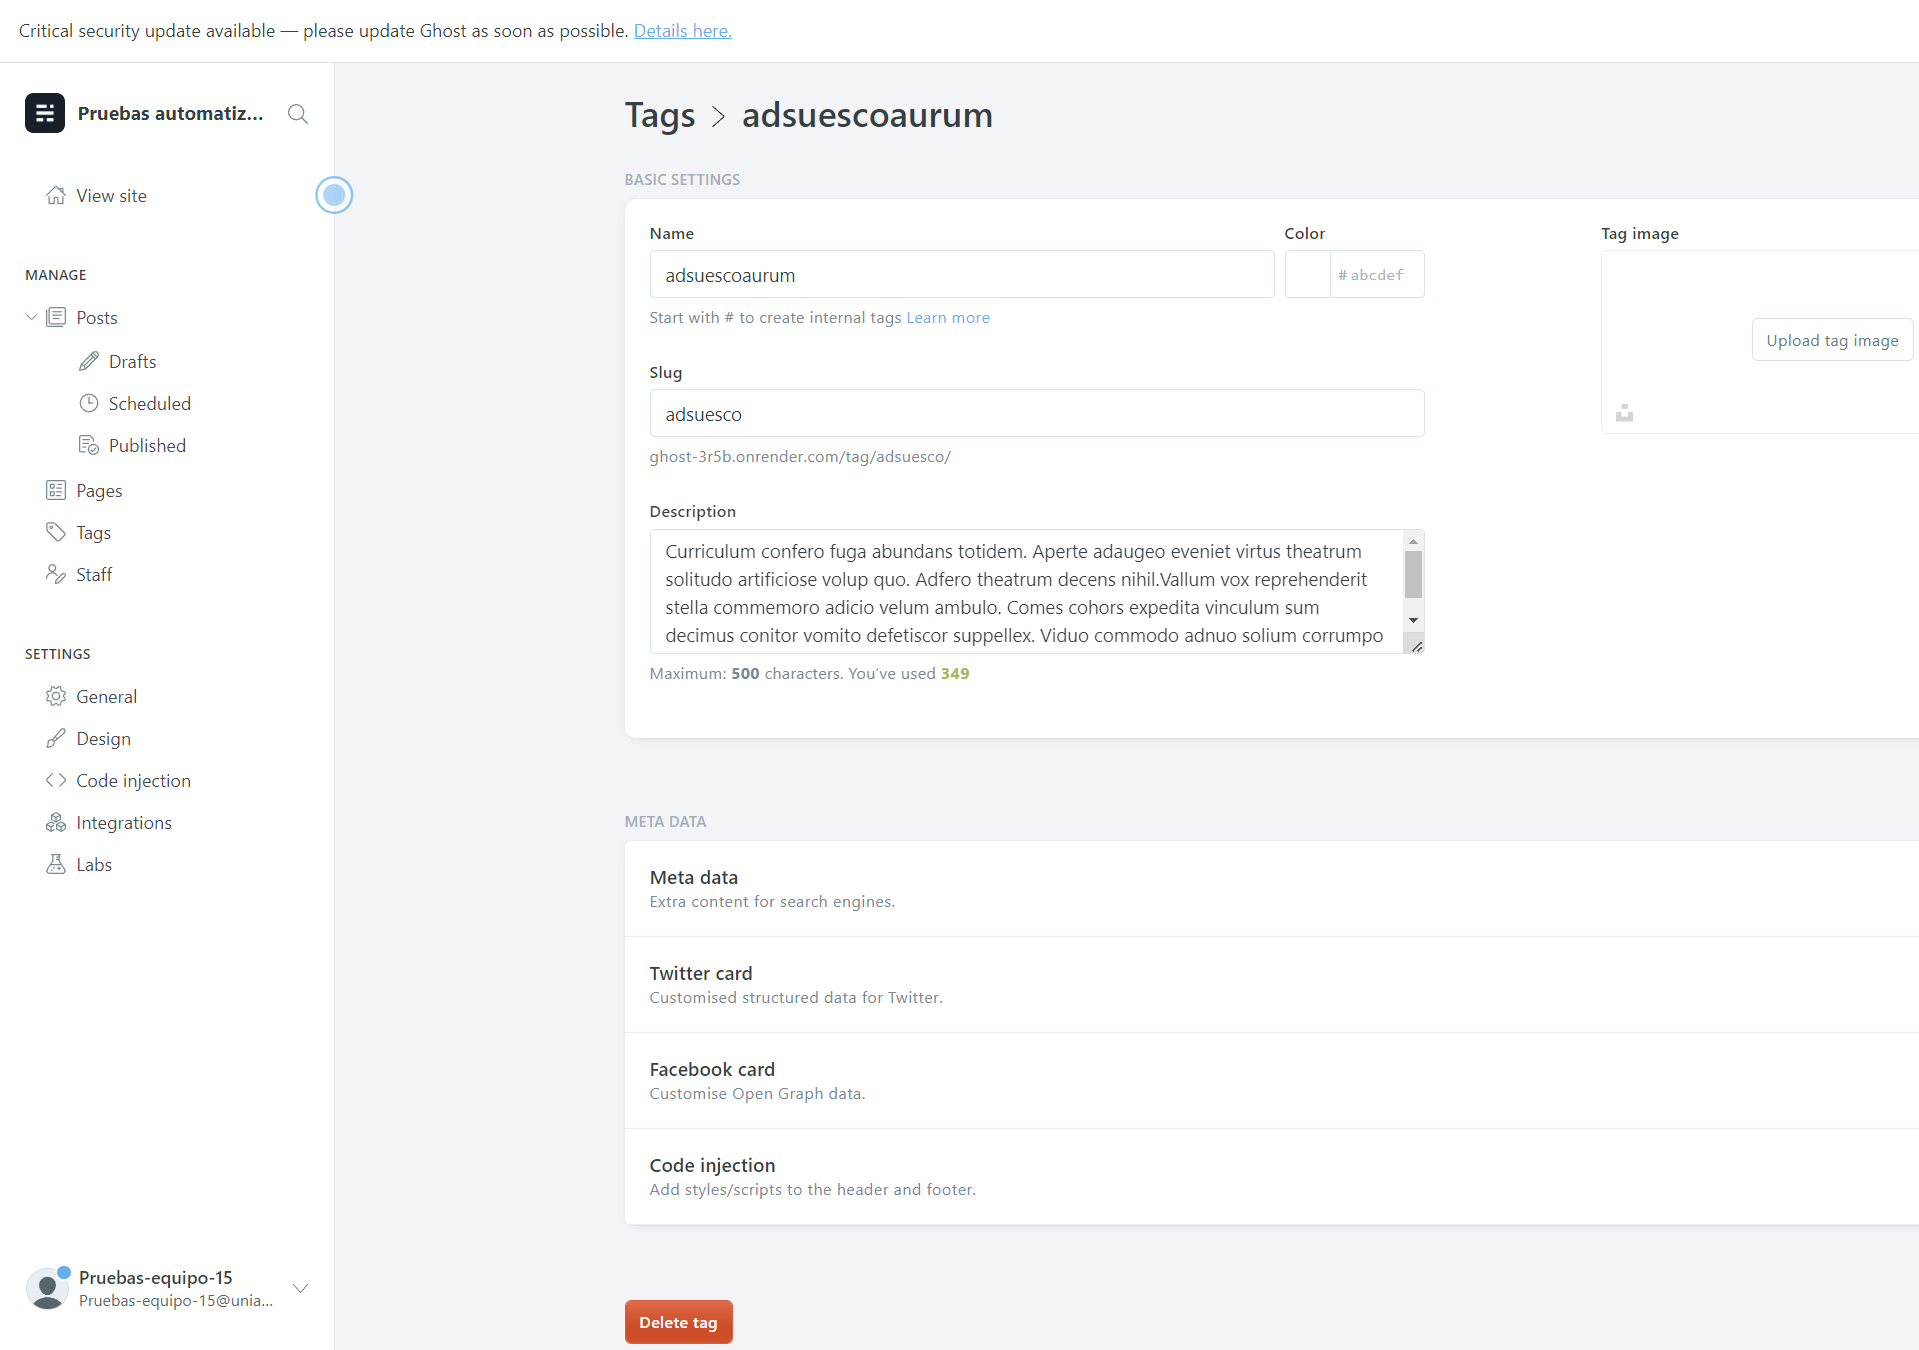 Critical security update available — please update Ghost as soon as possible. Details here.
Pruebas automatiz...
View site
MANAGE
Posts
Drafts
Scheduled
Published
Pages
Tags
Staff
SETTINGS
General
Design
Code injection
Integrations
Labs
Pruebas-equipo-15
Pruebas-equipo-15@unia...
Tags > adsuescoaurum
BASIC SETTINGS
Name
adsuescoaurum
Start with # to create internal tags Learn more
Color
# abcdef
Slug
adsuesco
ghost-3r5b.onrender.com/tag/adsuesco/
Description
Curriculum confero fuga abundans totidem. Aperte adaugeo eveniet virtus theatrum
solitudo artificiose volup quo. Adfero theatrum decens nihil.Vallum vox reprehenderit
stella commemoro adicio velum ambulo. Comes cohors expedita vinculum sum
decimus conitor vomito defetiscor suppellex. Viduo commodo adnuo solium corrumpo
Maximum: 500 characters. You’ve used 349
Tag image
Upload tag image
META DATA
Meta data
Extra content for search engines.
Twitter card
Customised structured data for Twitter.
Facebook card
Customise Open Graph data.
Code injection
Add styles/scripts to the header and footer.
Delete tag